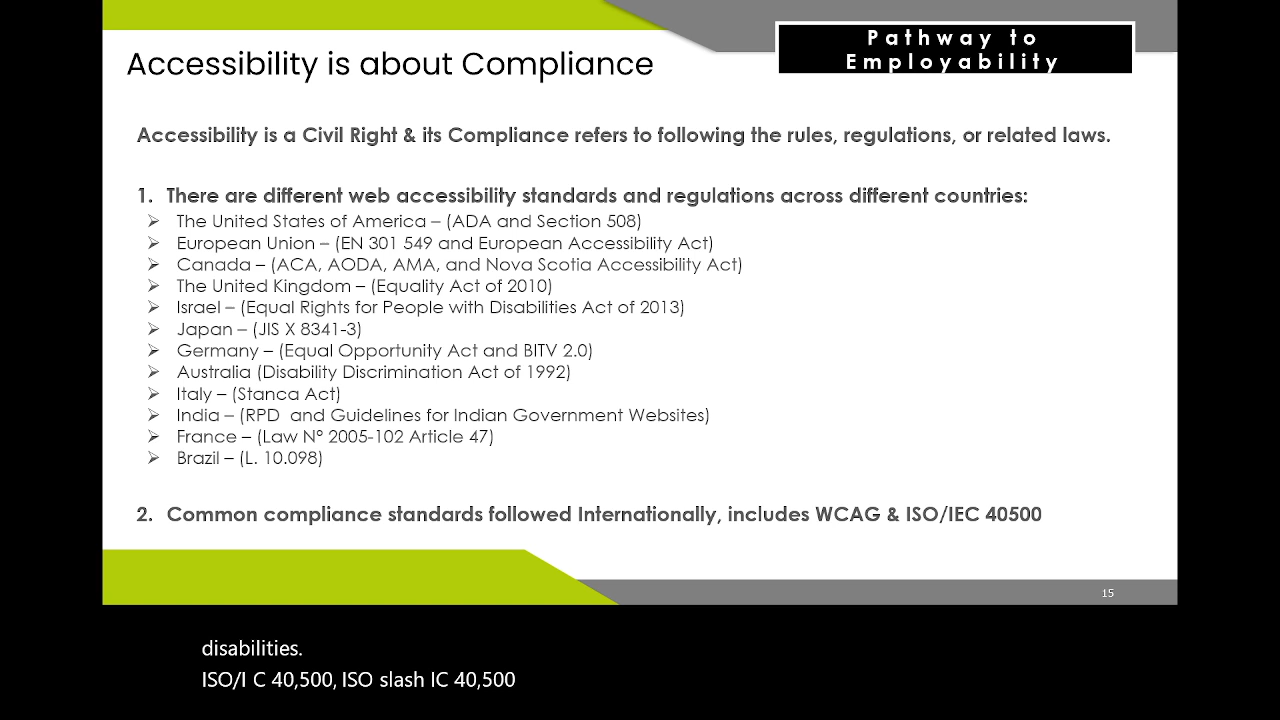 Pathway to
Employability
Accessibility is about Compliance
Accessibility is a Civil Right & its Compliance refers to following the rules, regulations, or related laws.
1. There are different web accessibility standards and regulations across different countries:
➢ The United States of America – (ADA and Section 508)
➢ European Union – (EN 301 549 and European Accessibility Act)
➢ Canada – (ACA, AODA, AMA, and Nova Scotia Accessibility Act)
➢ The United Kingdom – (Equality Act of 2010)
➢ Israel – (Equal Rights for People with Disabilities Act of 2013)
➢ Japan – (JIS X 8341-3)
➢ Germany – (Equal Opportunity Act and BITV 2.0)
➢ Australia (Disability Discrimination Act of 1992)
➢ Italy – (Stanca Act)
➢ India – (RPD and Guidelines for Indian Government Websites)
➢ France – (Law N° 2005-102 Article 47)
➢ Brazil – (L. 10.098)
2. Common compliance standards followed Internationally, includes WCAG & ISO/IEC 40500
15
disabilities.
ISO/I C 40,500, ISO slash IC 40,500